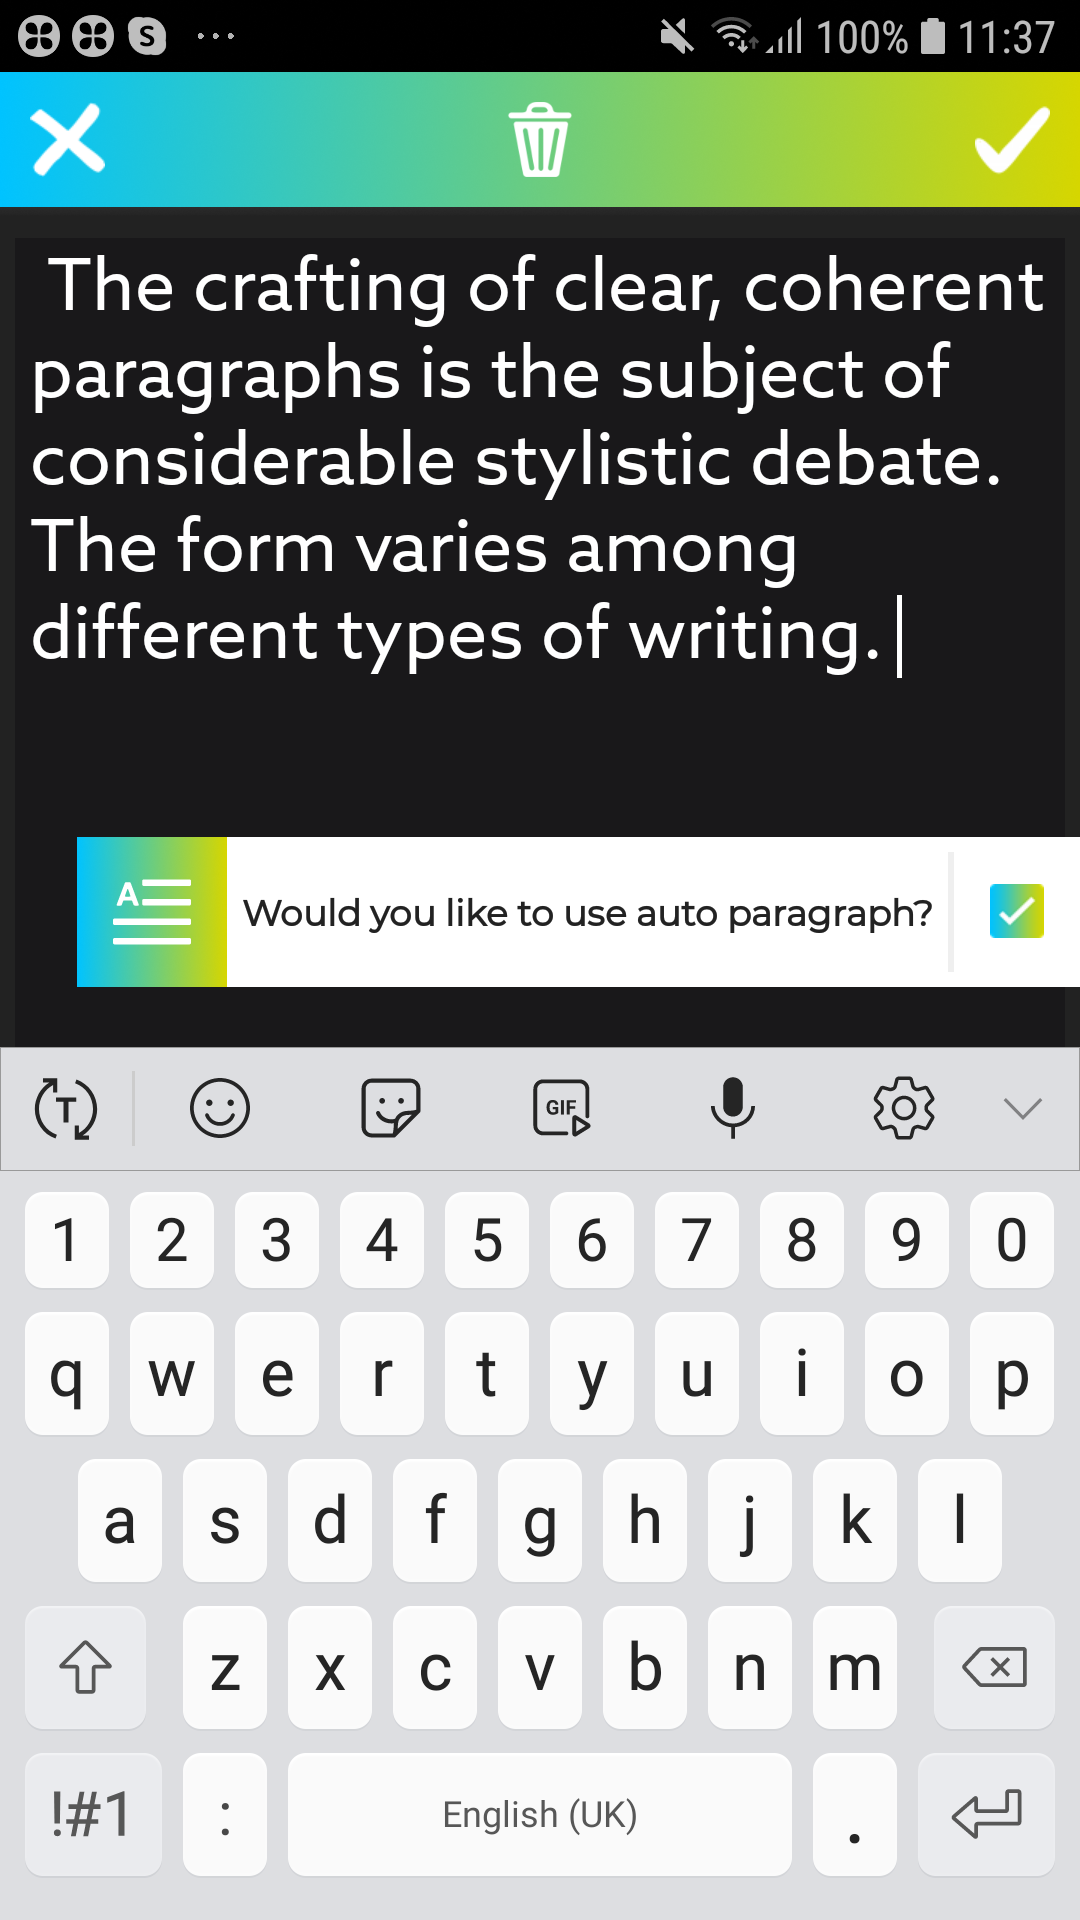 S ... 100% 11:37
The crafting of clear, coherent
paragraphs is the subject of
considerable stylistic debate.
The form varies among
different types of writing.
A
Would you like to use auto paragraph?
T GIF
1 2 3 4 5 6 7 8 9 0
q w e r t y u i o p
a s d f g h j k l
z x c v b n m
!#1 : English (UK) .